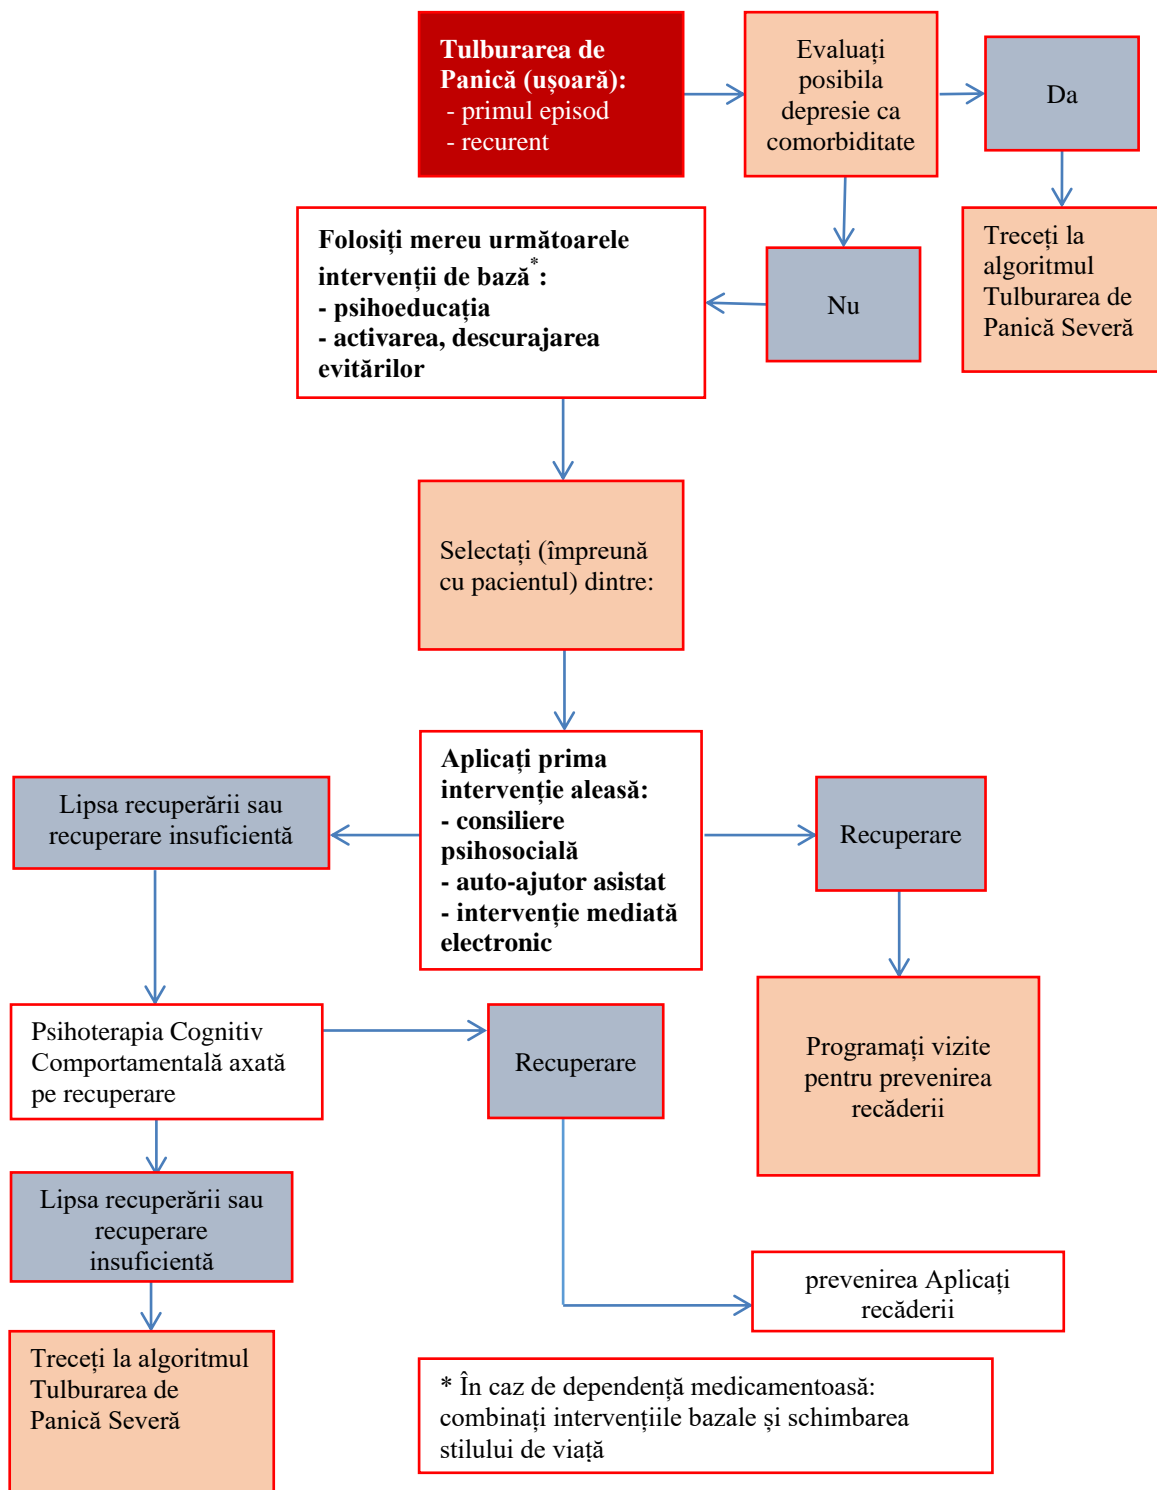 Tulburarea de
Panică (ușoară):
- primul episod
- recurent
Evaluați
posibila
depresie ca
comorbiditate
Da
Treceți la
algoritmul
Tulburarea de
Panică Severă
Nu
Folosiți mereu următoarele
intervenții de bază*:
- psihoeducația
- activarea, descurajarea
evitărilor
Selectați (împreună
cu pacientul) dintre:
Aplicați prima
intervenție aleasă:
- consiliere
psihosocială
- auto-ajutor asistat
- intervenție mediată
electronic
Lipsa recuperării sau
recuperare insuficientă
Recuperare
Psihoterapia Cognitiv
Comportamentală axată
pe recuperare
Recuperare
Programați vizite
pentru prevenirea
recăderii
Lipsa recuperării sau
recuperare
insuficientă
prevenirea Aplicați
recăderii
Treceți la algoritmul
Tulburarea de
Panică Severă
* În caz de dependență medicamentoasă:
combinați intervențiile bazale și schimbarea
stilului de viață